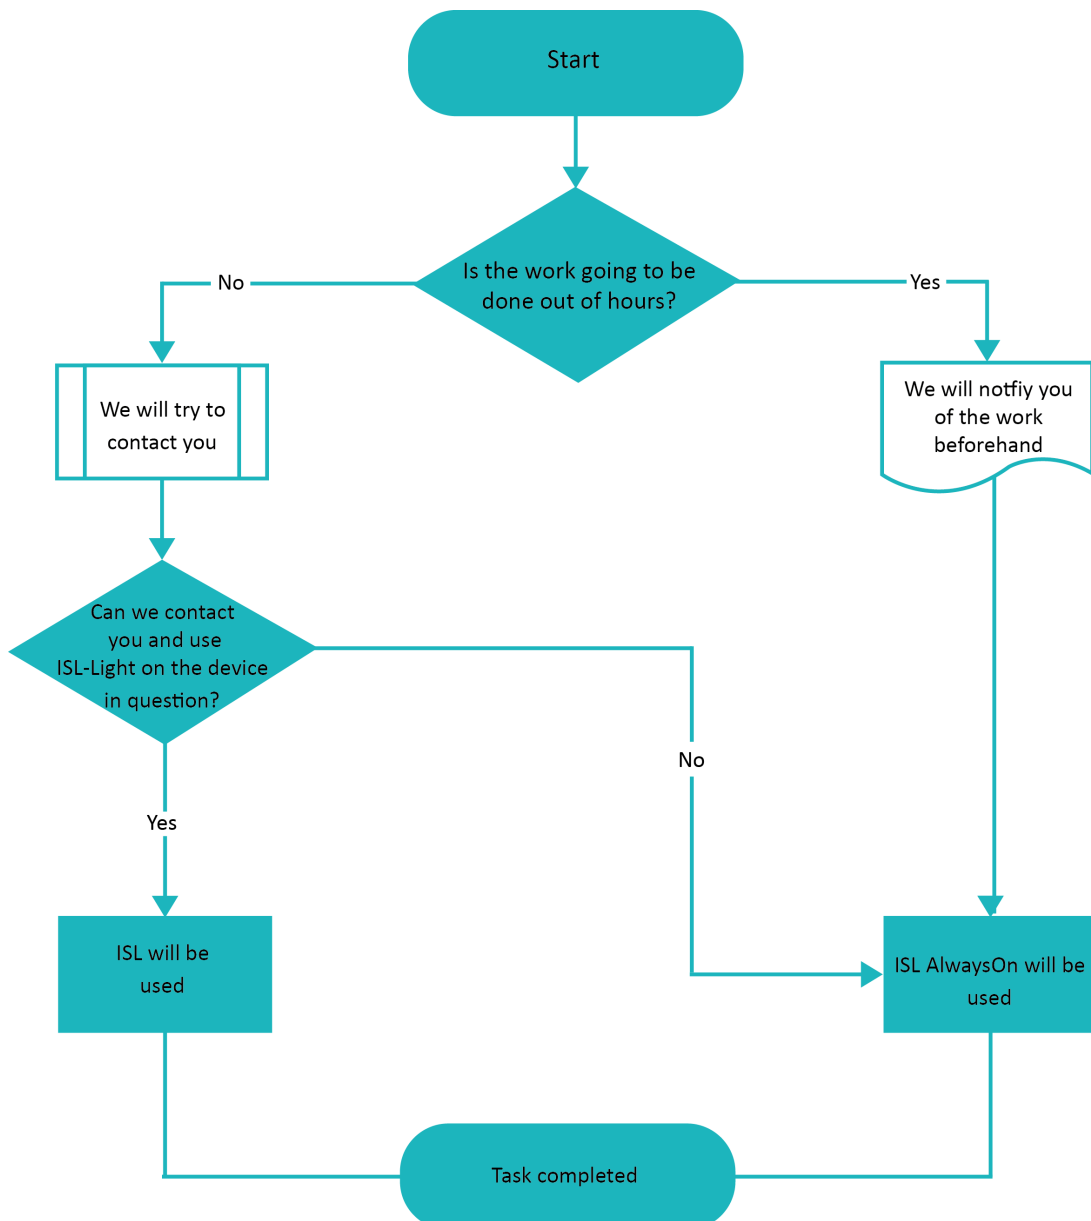 Start
Is the work going to be
done out of hours?
No
Yes
We will try to
contact you
We will notfiy you
of the work
beforehand
Can we contact
you and use
ISL-Light on the device
in question?
No
Yes
ISL will be
used
ISL AlwaysOn will be
used
Task completed